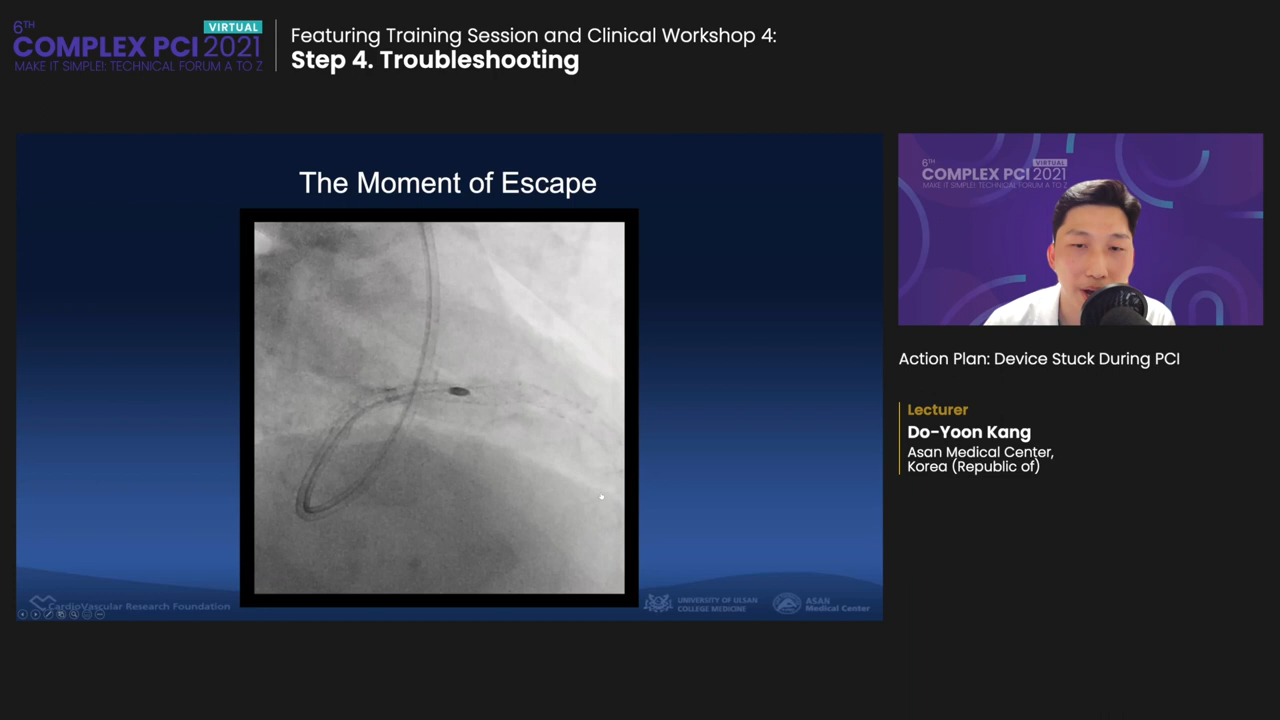 6TH
VIRTUAL
COMPLEX PCI 2021
MAKE IT SIMPLE!: TECHNICAL FORUM A TO Z
Featuring Training Session and Clinical Workshop 4:
Step 4. Troubleshooting
The Moment of Escape
CardioVascular Research Foundation
UNIVERSITY OF ULSAN
COLLEGE MEDICINE
ASAN
Medical Center
6TH
VIRTUAL
COMPLEX PCI 2021
MAKE IT SIMPLE!: TECHNICAL FORUM A TO Z
Action Plan: Device Stuck During PCI
Lecturer
Do-Yoon Kang
Asan Medical Center,
Korea (Republic of)